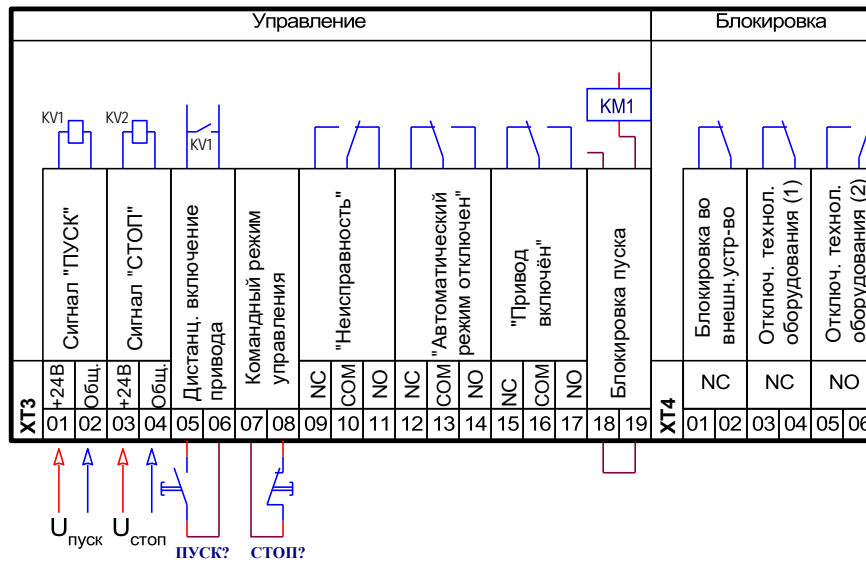 Управление
Блокировка
KV1
KV2
KV1
KM1
Сигнал "ПУСК"
Сигнал "СТОП"
Дистанц. включение
привода
Командный режим
управления
"Неисправность"
"Автоматический
режим отключен"
"Привод
включён"
Блокировка пуска
Блокировка во
внешн.устр-во
Отключ. технол.
оборудования (1)
Отключ. технол.
оборудования (2)
+24В
Общ.
+24В
Общ.
NC
COM
NO
NC
COM
NO
NC
COM
NO
NC
NC
NO
XT3
01 02 03 04 05 06 07 08 09 10 11 12 13 14 15 16 17 18 19
XT4
01 02 03 04 05 06
Uпуск
Uстоп
ПУСК?
СТОП?